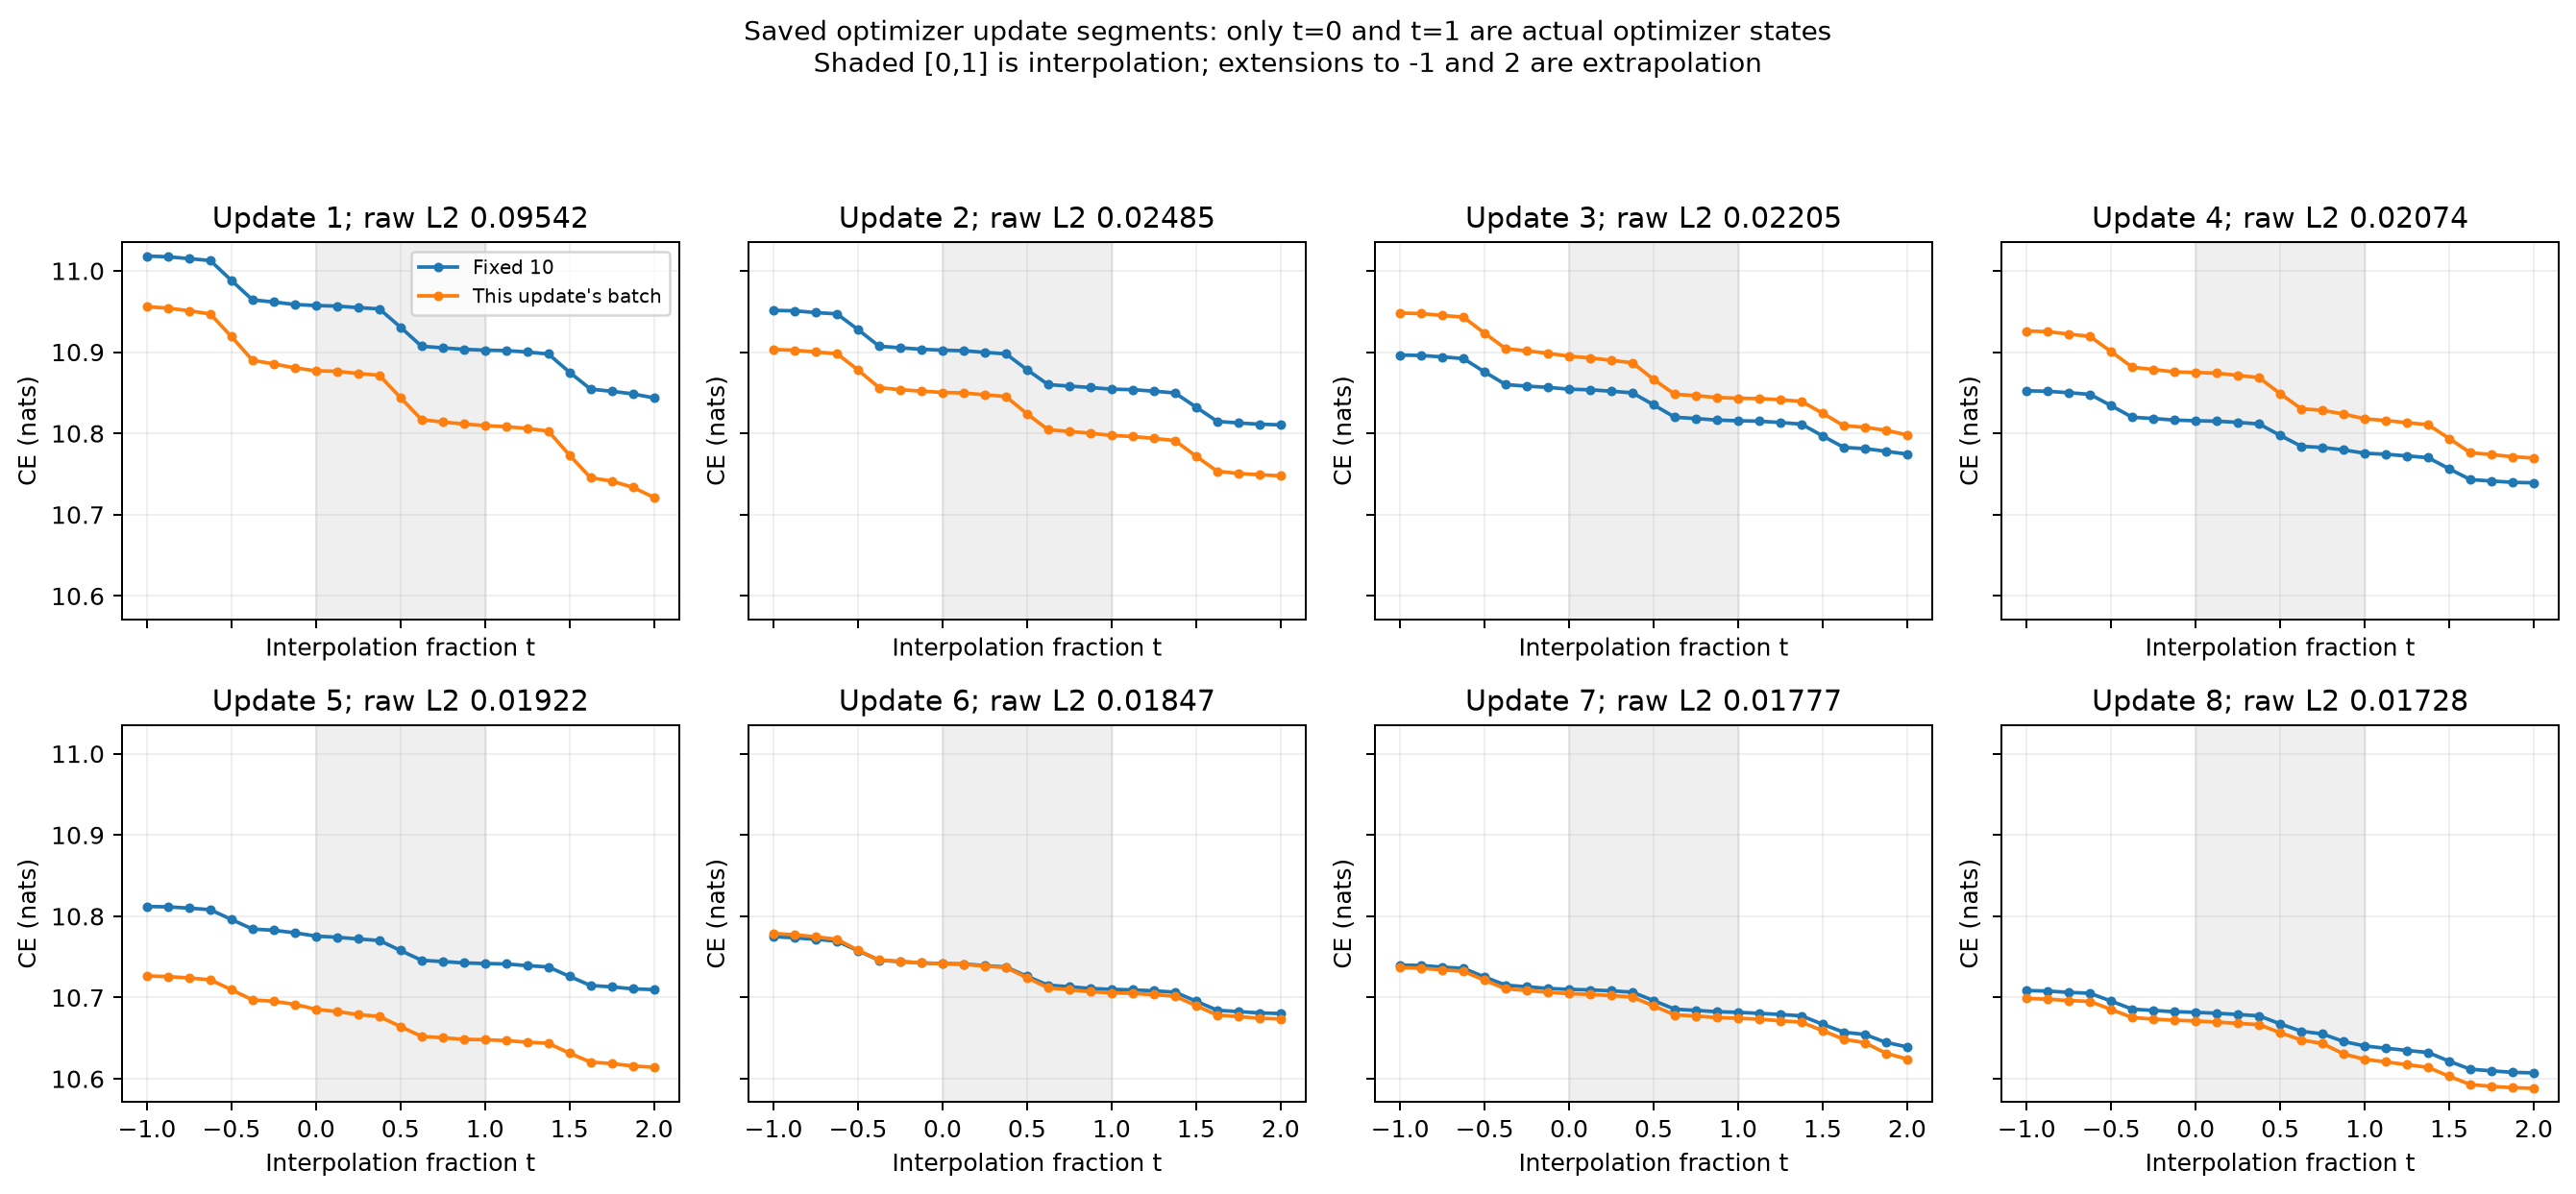 Saved optimizer update segments: only t=0 and t=1 are actual optimizer states
Shaded [0,1] is interpolation; extensions to -1 and 2 are extrapolation
Update 1; raw L2 0.09542
Update 2; raw L2 0.02485
Update 3; raw L2 0.02205
Update 4; raw L2 0.02074
Fixed 10
This update's batch
11.0
10.9
10.8
10.7
10.6
CE (nats)
CE (nats)
CE (nats)
CE (nats)
Interpolation fraction t
Interpolation fraction t
Interpolation fraction t
Interpolation fraction t
Update 5; raw L2 0.01922
Update 6; raw L2 0.01847
Update 7; raw L2 0.01777
Update 8; raw L2 0.01728
11.0
10.9
10.8
10.7
10.6
CE (nats)
CE (nats)
CE (nats)
CE (nats)
−1.0 −0.5 0.0 0.5 1.0 1.5 2.0
−1.0 −0.5 0.0 0.5 1.0 1.5 2.0
−1.0 −0.5 0.0 0.5 1.0 1.5 2.0
−1.0 −0.5 0.0 0.5 1.0 1.5 2.0
Interpolation fraction t
Interpolation fraction t
Interpolation fraction t
Interpolation fraction t